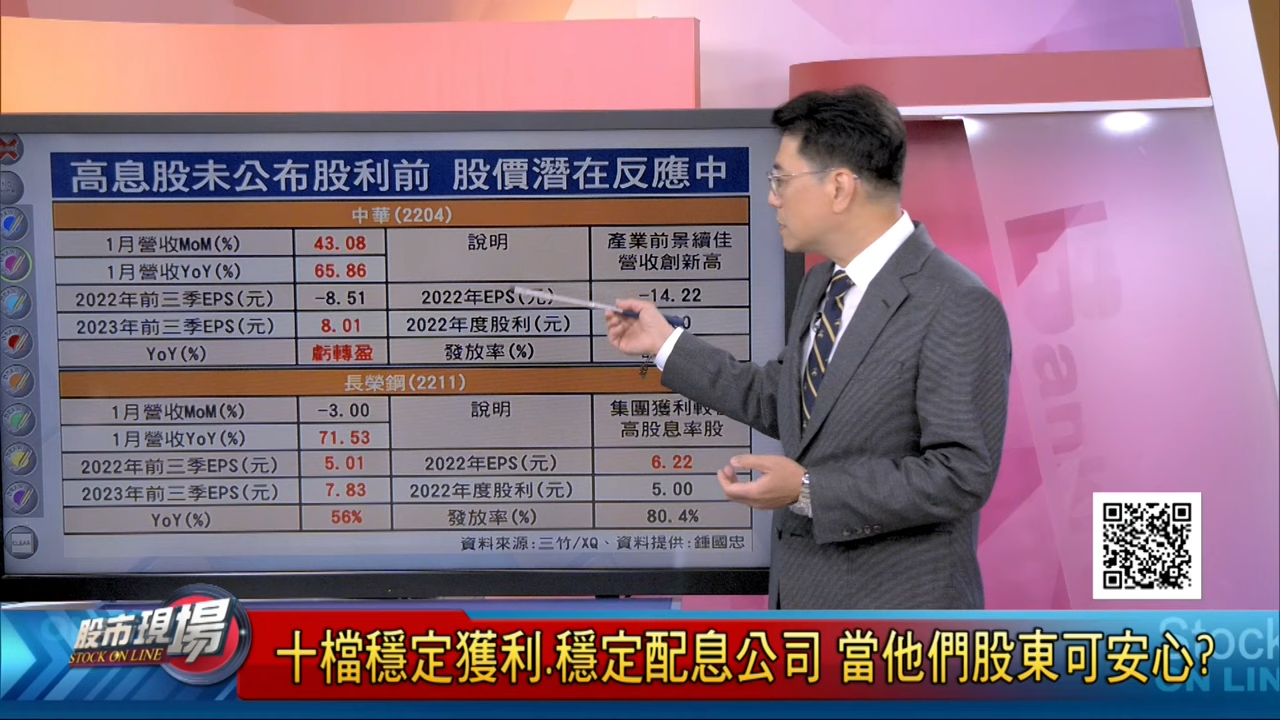 高息股未公布股利前 股價潛在反應中
中華(2204)
1月營收MoM(%) 43.08 說明 產業前景續佳
營收創新高
1月營收YoY(%) 65.86
2022年前三季EPS(元) -8.51 2022年EPS(元) -14.22
2023年前三季EPS(元) 8.01 2022年度股利(元) 0
YoY(%) 虧轉盈 發放率(%)
長榮鋼(2211)
1月營收MoM(%) -3.00 說明 集團獲利較
高股息率股
1月營收YoY(%) 71.53
2022年前三季EPS(元) 5.01 2022年EPS(元) 6.22
2023年前三季EPS(元) 7.83 2022年度股利(元) 5.00
YoY(%) 56% 發放率(%) 80.4%
資料來源:三竹/XQ、資料提供:鍾國忠
CLEAR
股市現場
STOCK ON LINE
十檔穩定獲利.穩定配息公司 當他們股東可安心?
Stock
ON LIN